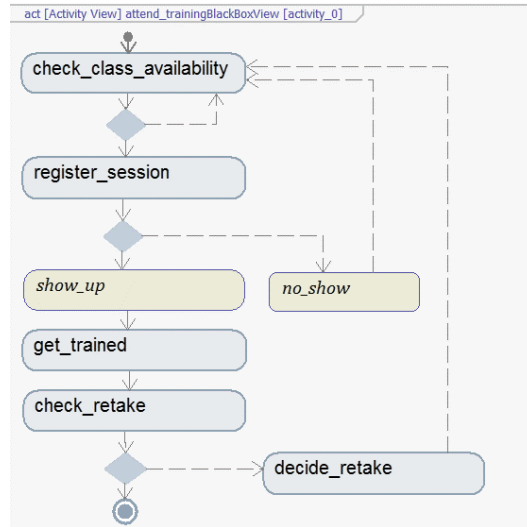 act [Activity View] attend_trainingBlackBoxView [activity_0]
check_class_availability
register_session
show_up
no_show
get_trained
check_retake
decide_retake